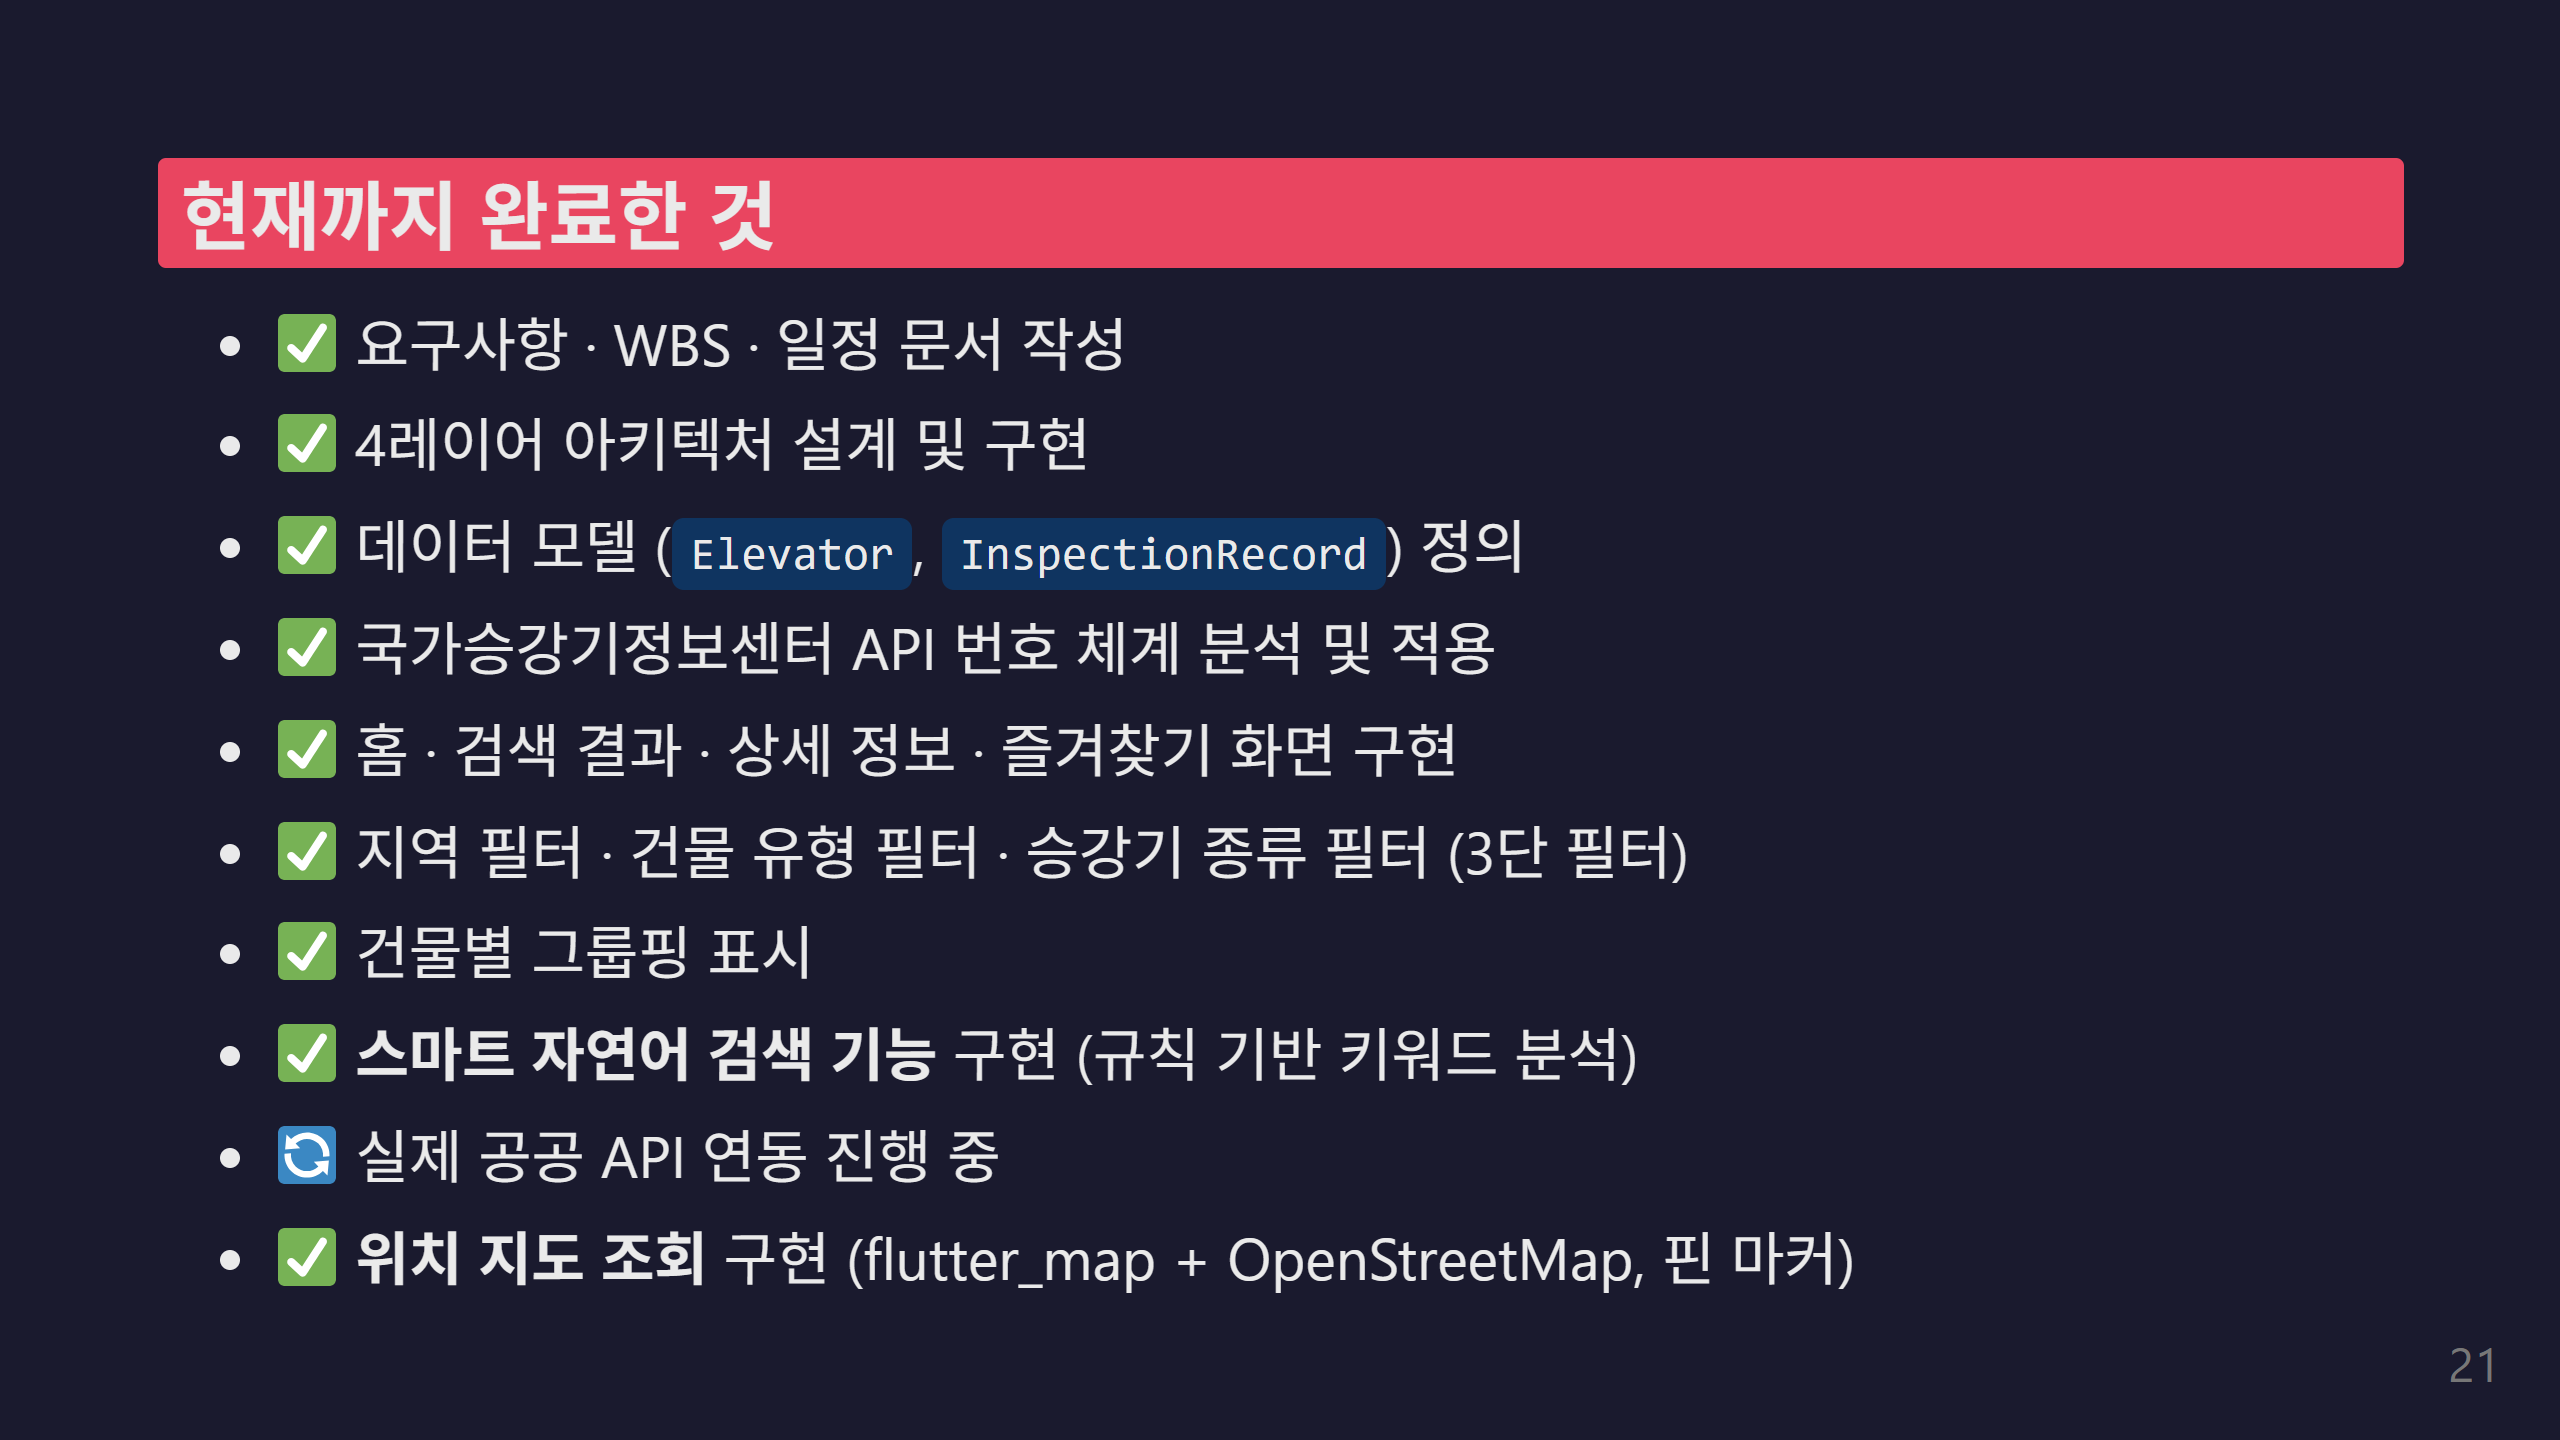 현재까지 완료한 것
• ✅ 요구사항 · WBS · 일정 문서 작성
• ✅ 4레이어 아키텍처 설계 및 구현
• ✅ 데이터 모델 (Elevator, InspectionRecord) 정의
• ✅ 국가승강기정보센터 API 번호 체계 분석 및 적용
• ✅ 홈 · 검색 결과 · 상세 정보 · 즐겨찾기 화면 구현
• ✅ 지역 필터 · 건물 유형 필터 · 승강기 종류 필터 (3단 필터)
• ✅ 건물별 그룹핑 표시
• ✅ 스마트 자연어 검색 기능 구현 (규칙 기반 키워드 분석)
• 🔄 실제 공공 API 연동 진행 중
• ✅ 위치 지도 조회 구현 (flutter_map + OpenStreetMap, 핀 마커)
21